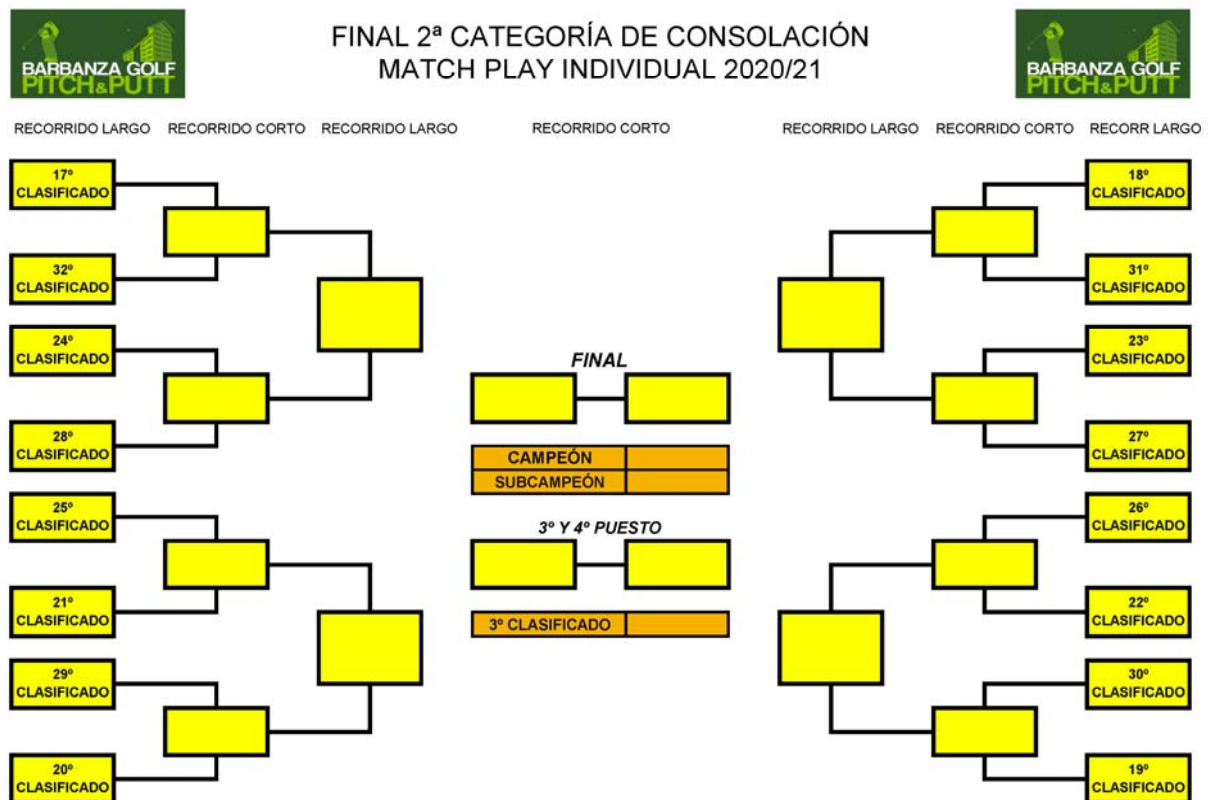 BARBANZA GOLF
PITCH&PUTT
FINAL 2ª CATEGORÍA DE CONSOLACIÓN
MATCH PLAY INDIVIDUAL 2020/21
BARBANZA GOLF
PITCH&PUTT
RECORRIDO LARGO RECORRIDO CORTO RECORRIDO LARGO RECORRIDO CORTO RECORRIDO LARGO RECORRIDO CORTO RECORR LARGO
17º
CLASIFICADO
32º
CLASIFICADO
24º
CLASIFICADO
28º
CLASIFICADO
25º
CLASIFICADO
21º
CLASIFICADO
29º
CLASIFICADO
20º
CLASIFICADO
FINAL
CAMPEÓN
SUBCAMPEÓN
3º Y 4º PUESTO
3º CLASIFICADO
18º
CLASIFICADO
31º
CLASIFICADO
23º
CLASIFICADO
27º
CLASIFICADO
26º
CLASIFICADO
22º
CLASIFICADO
30º
CLASIFICADO
19º
CLASIFICADO